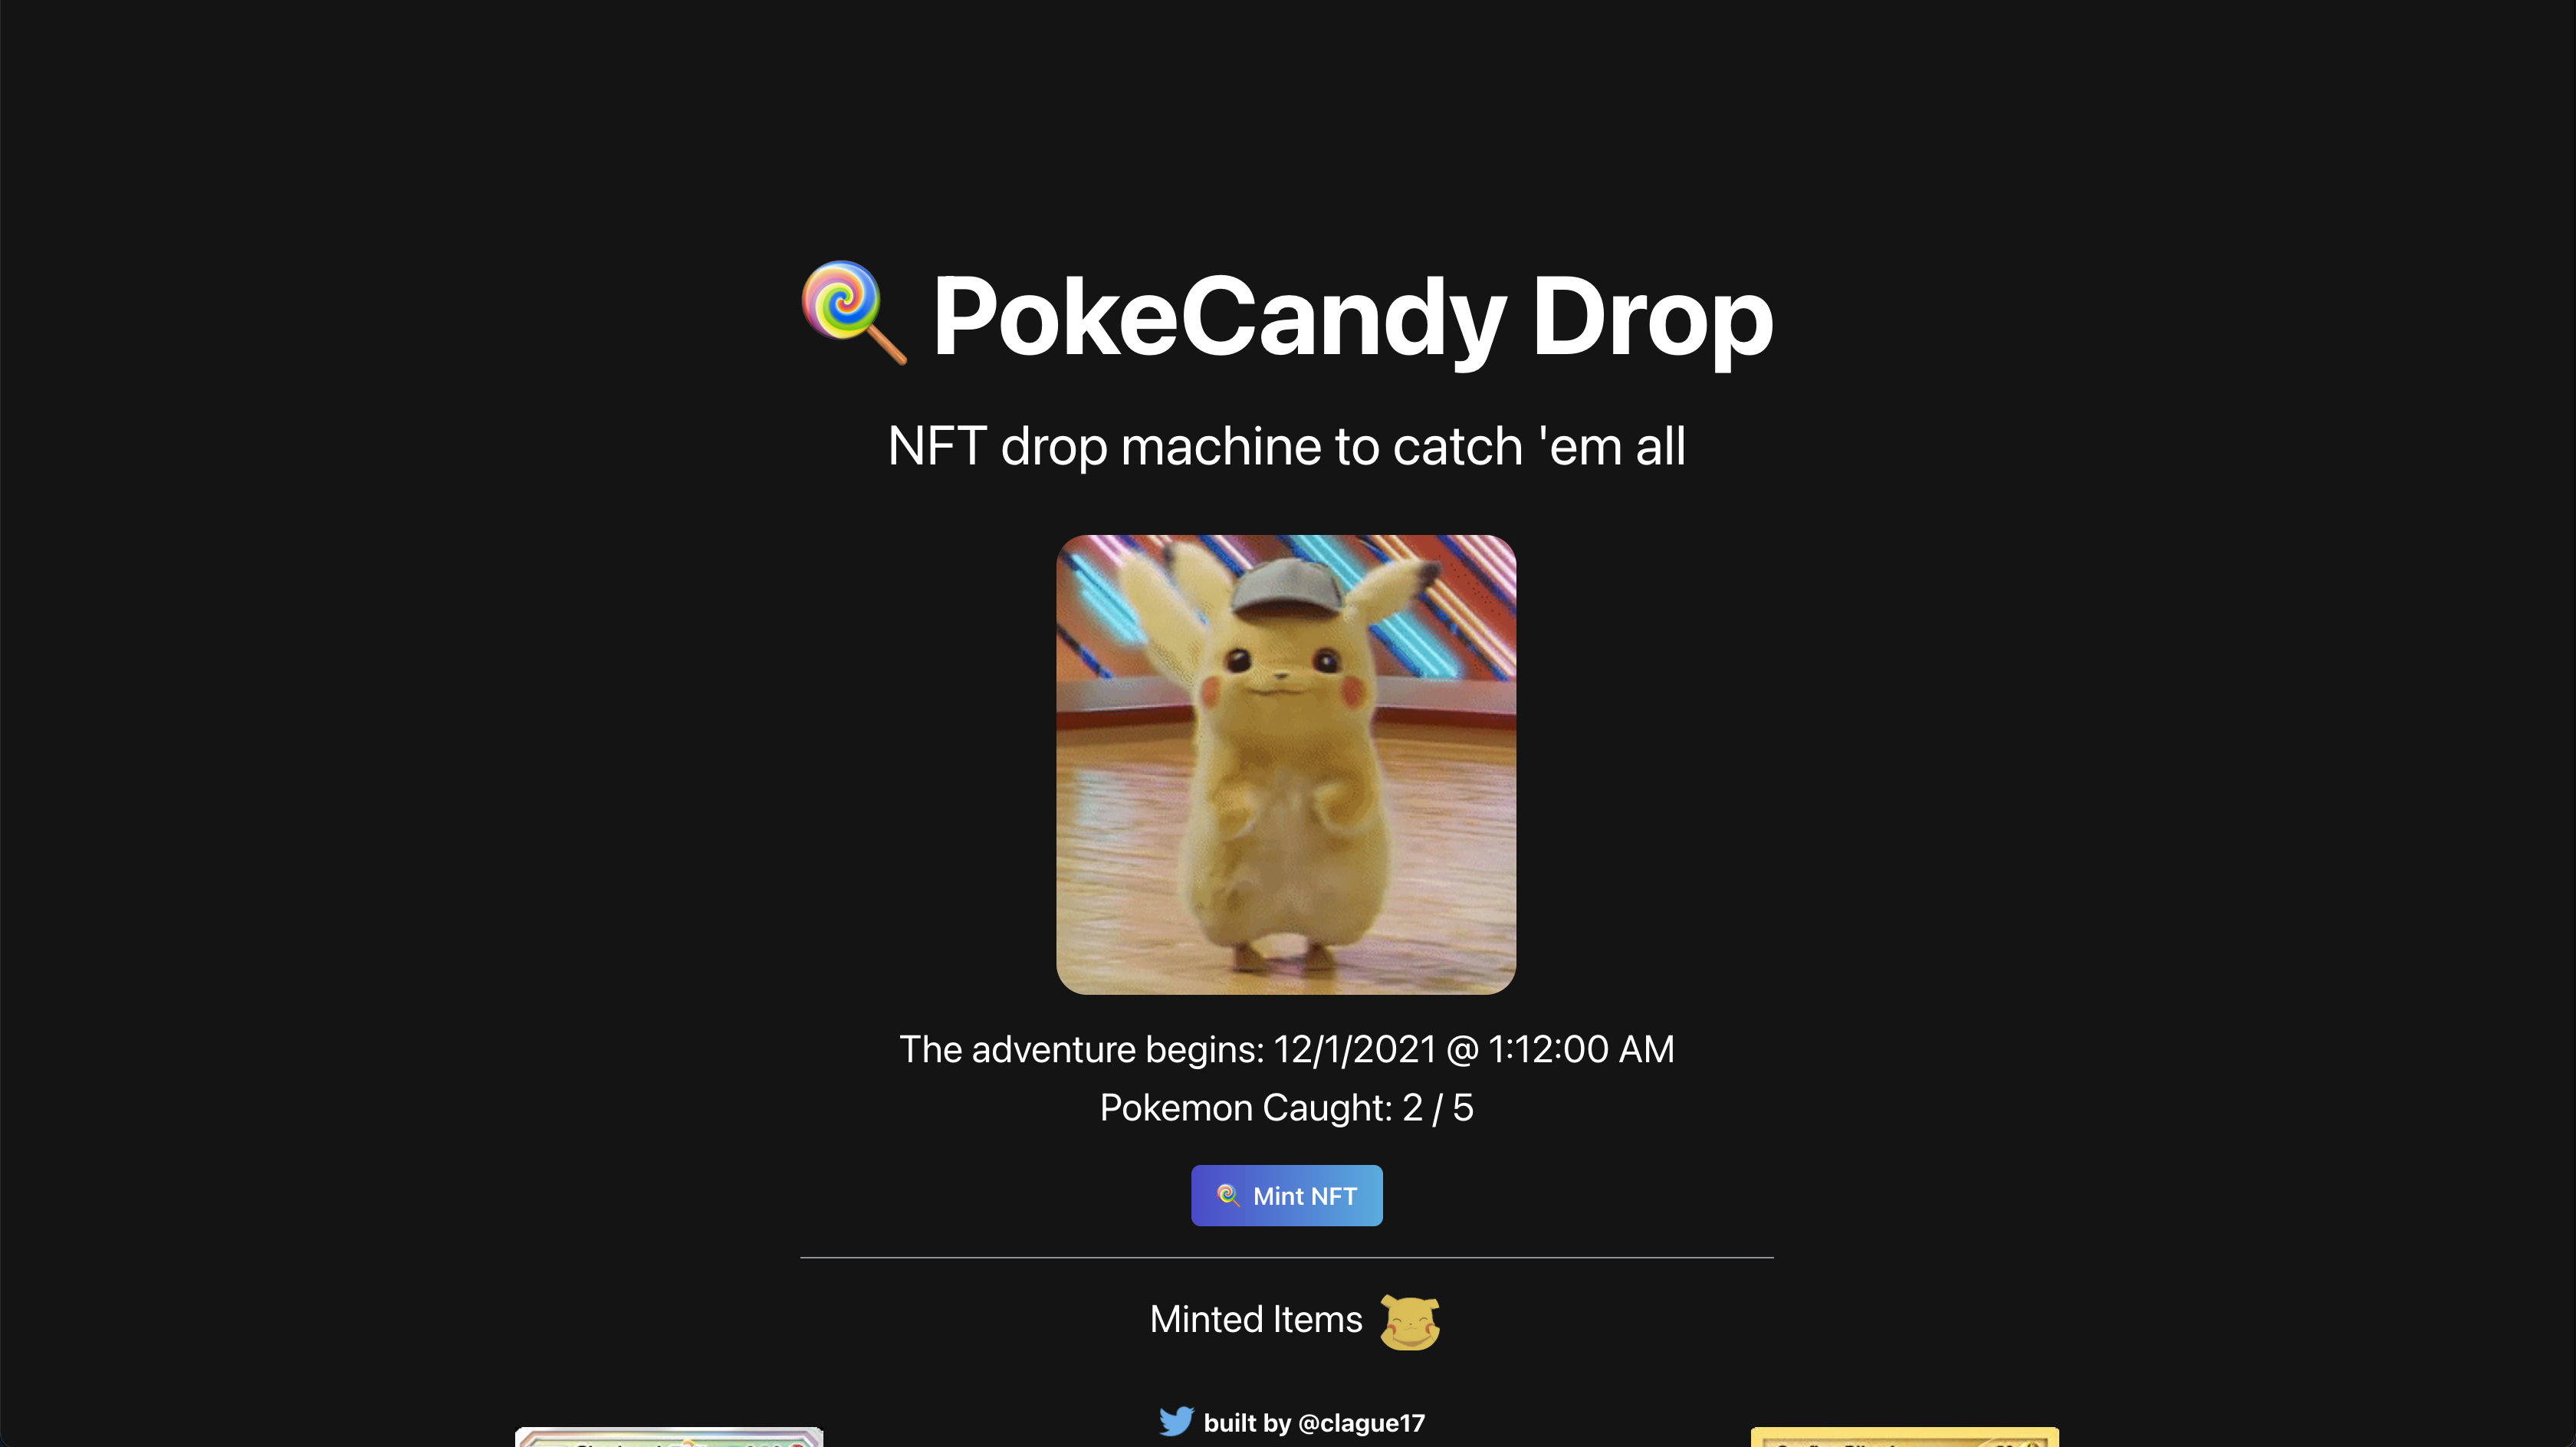 PokeCandy Drop
NFT drop machine to catch 'em all
The adventure begins: 12/1/2021 @ 1:12:00 AM
Pokemon Caught: 2 / 5
Mint NFT
Minted Items
built by @clague17